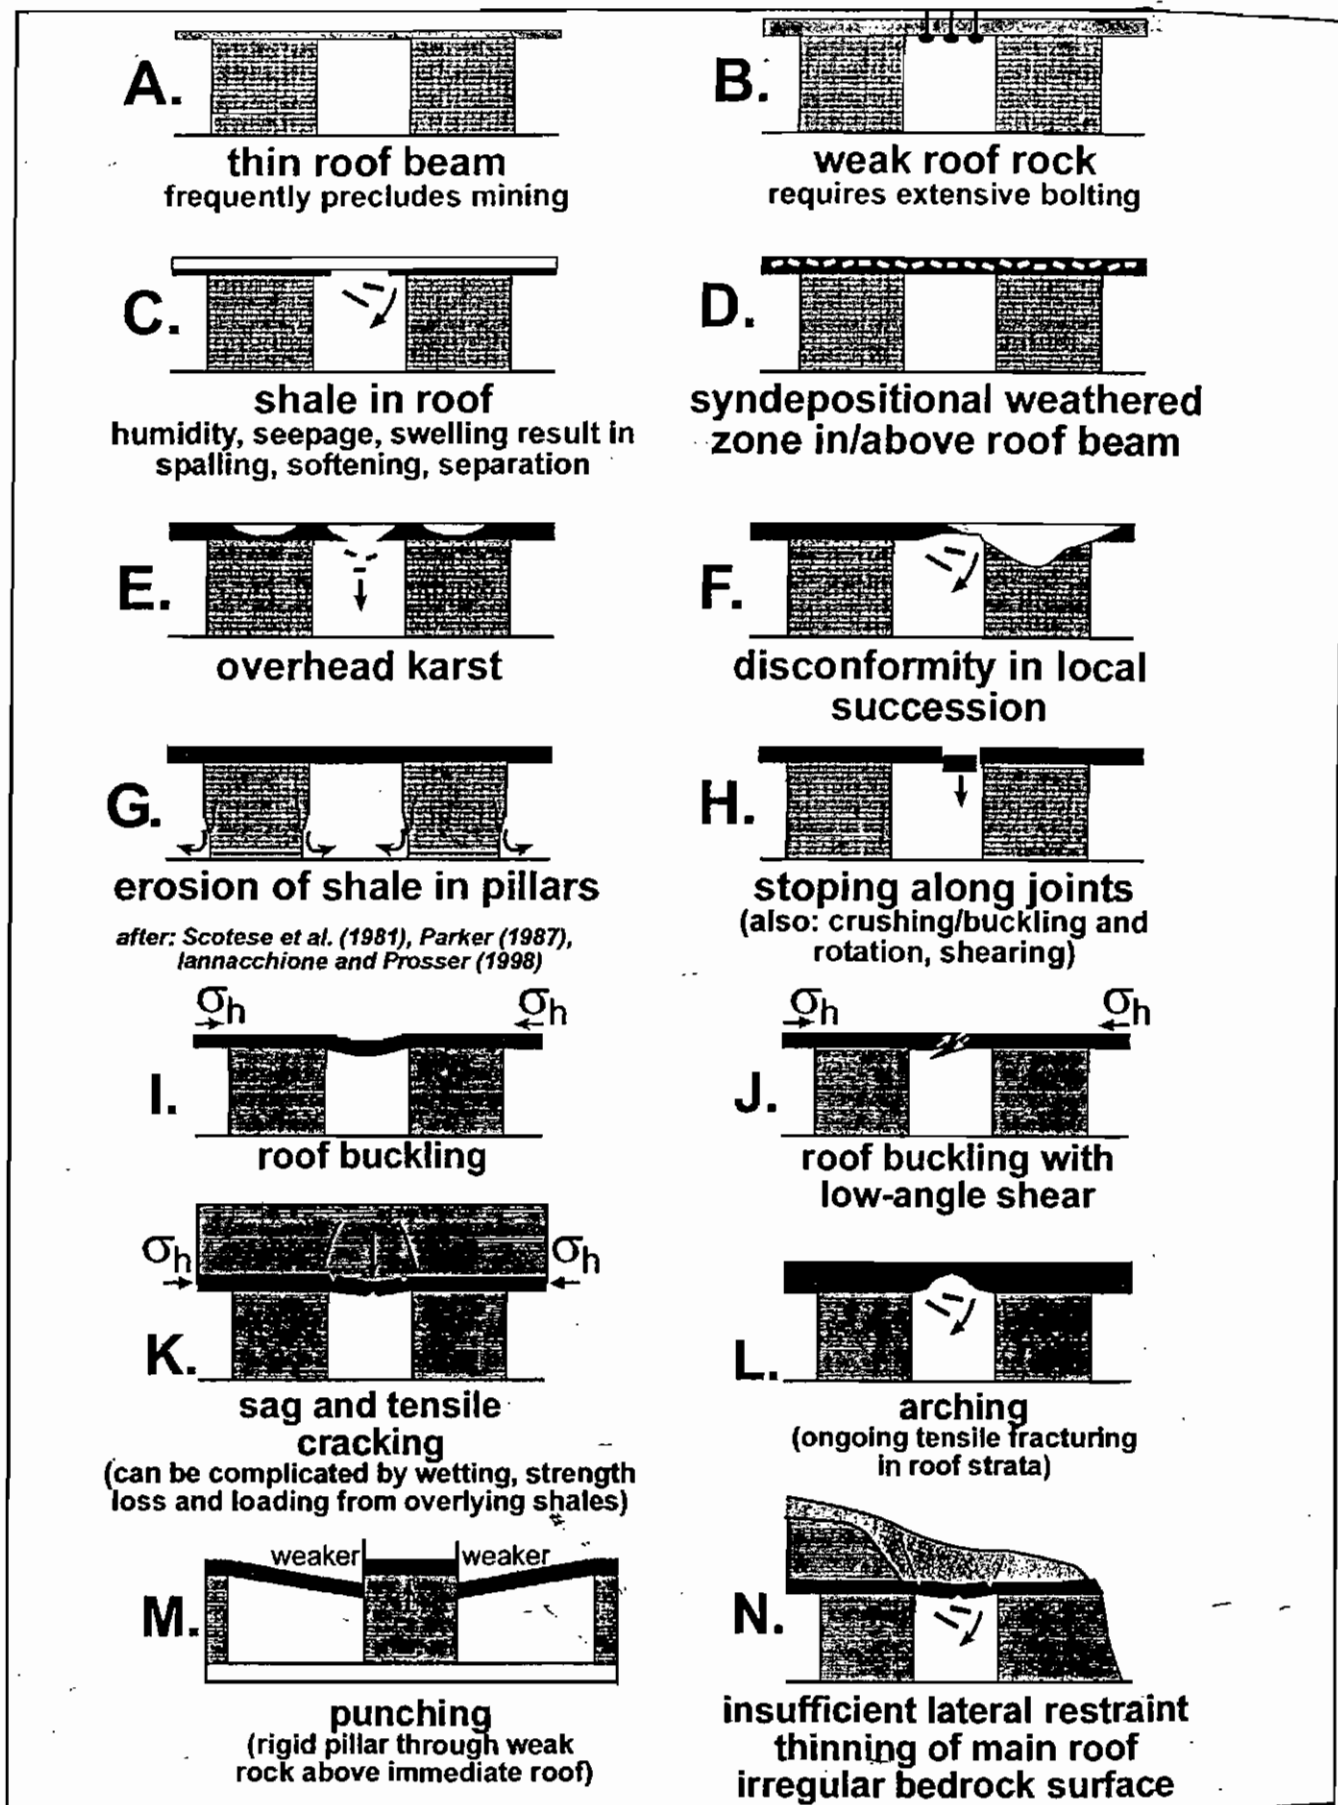 A.
thin roof beam
frequently precludes mining
B.
weak roof rock
requires extensive bolting
C.
shale in roof
humidity, seepage, swelling result in
spalling, softening, separation
D.
syndepositional weathered
zone in/above roof beam
E.
overhead karst
F.
disconformity in local
succession
G.
erosion of shale in pillars
after: Scotese et al. (1981), Parker (1987),
Iannacchione and Prosser (1998)
H.
stoping along joints
(also: crushing/buckling and
rotation, shearing)
σh σh
I.
roof buckling
σh σh
J.
roof buckling with
low-angle shear
σh σh
K.
sag and tensile
cracking
(can be complicated by wetting, strength
loss and loading from overlying shales)
L.
arching
(ongoing tensile fracturing
in roof strata)
weaker weaker
M.
punching
(rigid pillar through weak
rock above immediate roof)
N.
insufficient lateral restraint
thinning of main roof
irregular bedrock surface